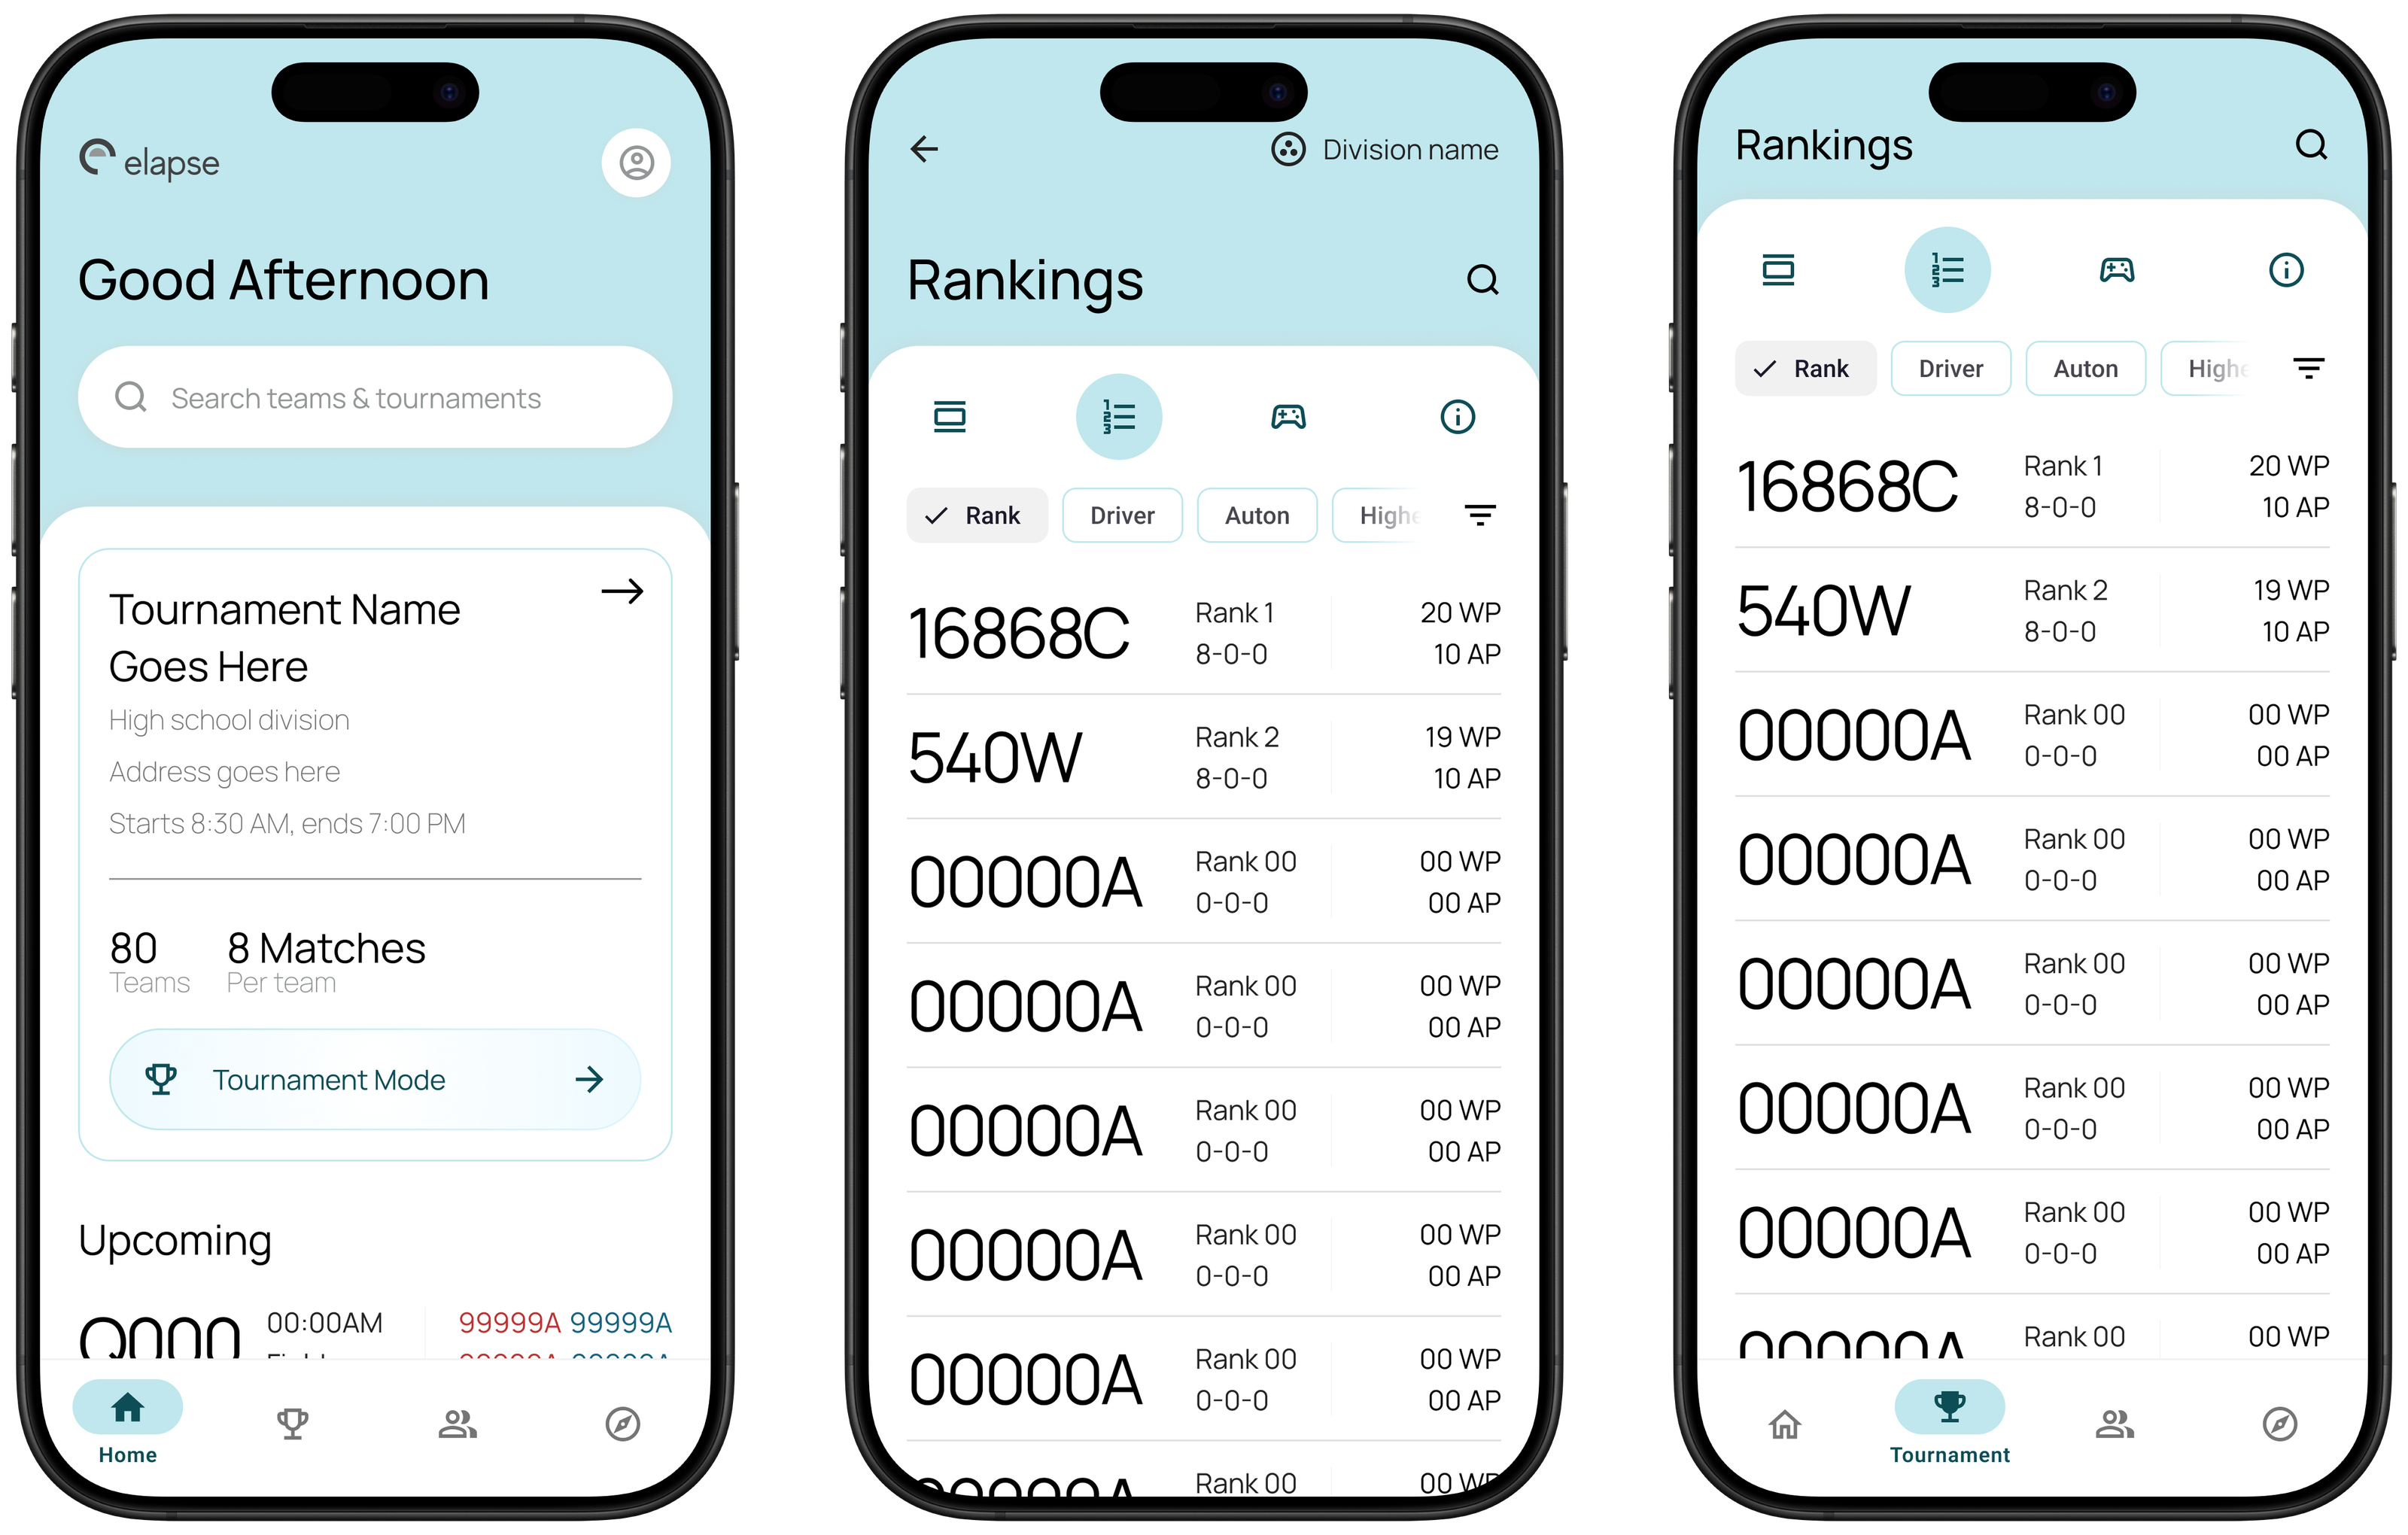 elapse
Good Afternoon
Search teams & tournaments
Tournament Name
Goes Here
High school division
Address goes here
Starts 8:30 AM, ends 7:00 PM
80
Teams
8 Matches
Per team
Tournament Mode
Upcoming
Q000
00:00AM
99999A 99999A
Home
Division name
Rankings
Rank
Driver
Auton
Highe
16868C
Rank 1
8-0-0
20 WP
10 AP
540W
Rank 2
8-0-0
19 WP
10 AP
00000A
Rank 00
0-0-0
00 WP
00 AP
00000A
Rank 00
0-0-0
00 WP
00 AP
00000A
Rank 00
0-0-0
00 WP
00 AP
00000A
Rank 00
0-0-0
00 WP
00 AP
00000A
Rank 00
0-0-0
00 WP
00 AP
00000A
Rank 00
00 WP
Rankings
Rank
Driver
Auton
Highe
16868C
Rank 1
8-0-0
20 WP
10 AP
540W
Rank 2
8-0-0
19 WP
10 AP
00000A
Rank 00
0-0-0
00 WP
00 AP
00000A
Rank 00
0-0-0
00 WP
00 AP
00000A
Rank 00
0-0-0
00 WP
00 AP
00000A
Rank 00
0-0-0
00 WP
00 AP
00000A
Rank 00
0-0-0
00 WP
00 AP
00000A
Rank 00
00 WP
Tournament